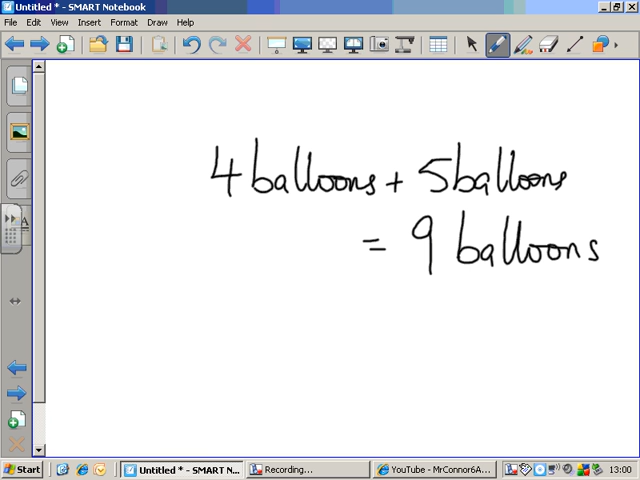 Untitled * - SMART Notebook
File Edit View Insert Format Draw Help
4 balloons + 5 balloons
= 9 balloons
Start
Untitled * - SMART N...
Recording...
YouTube - MrConnor6A...
13:00